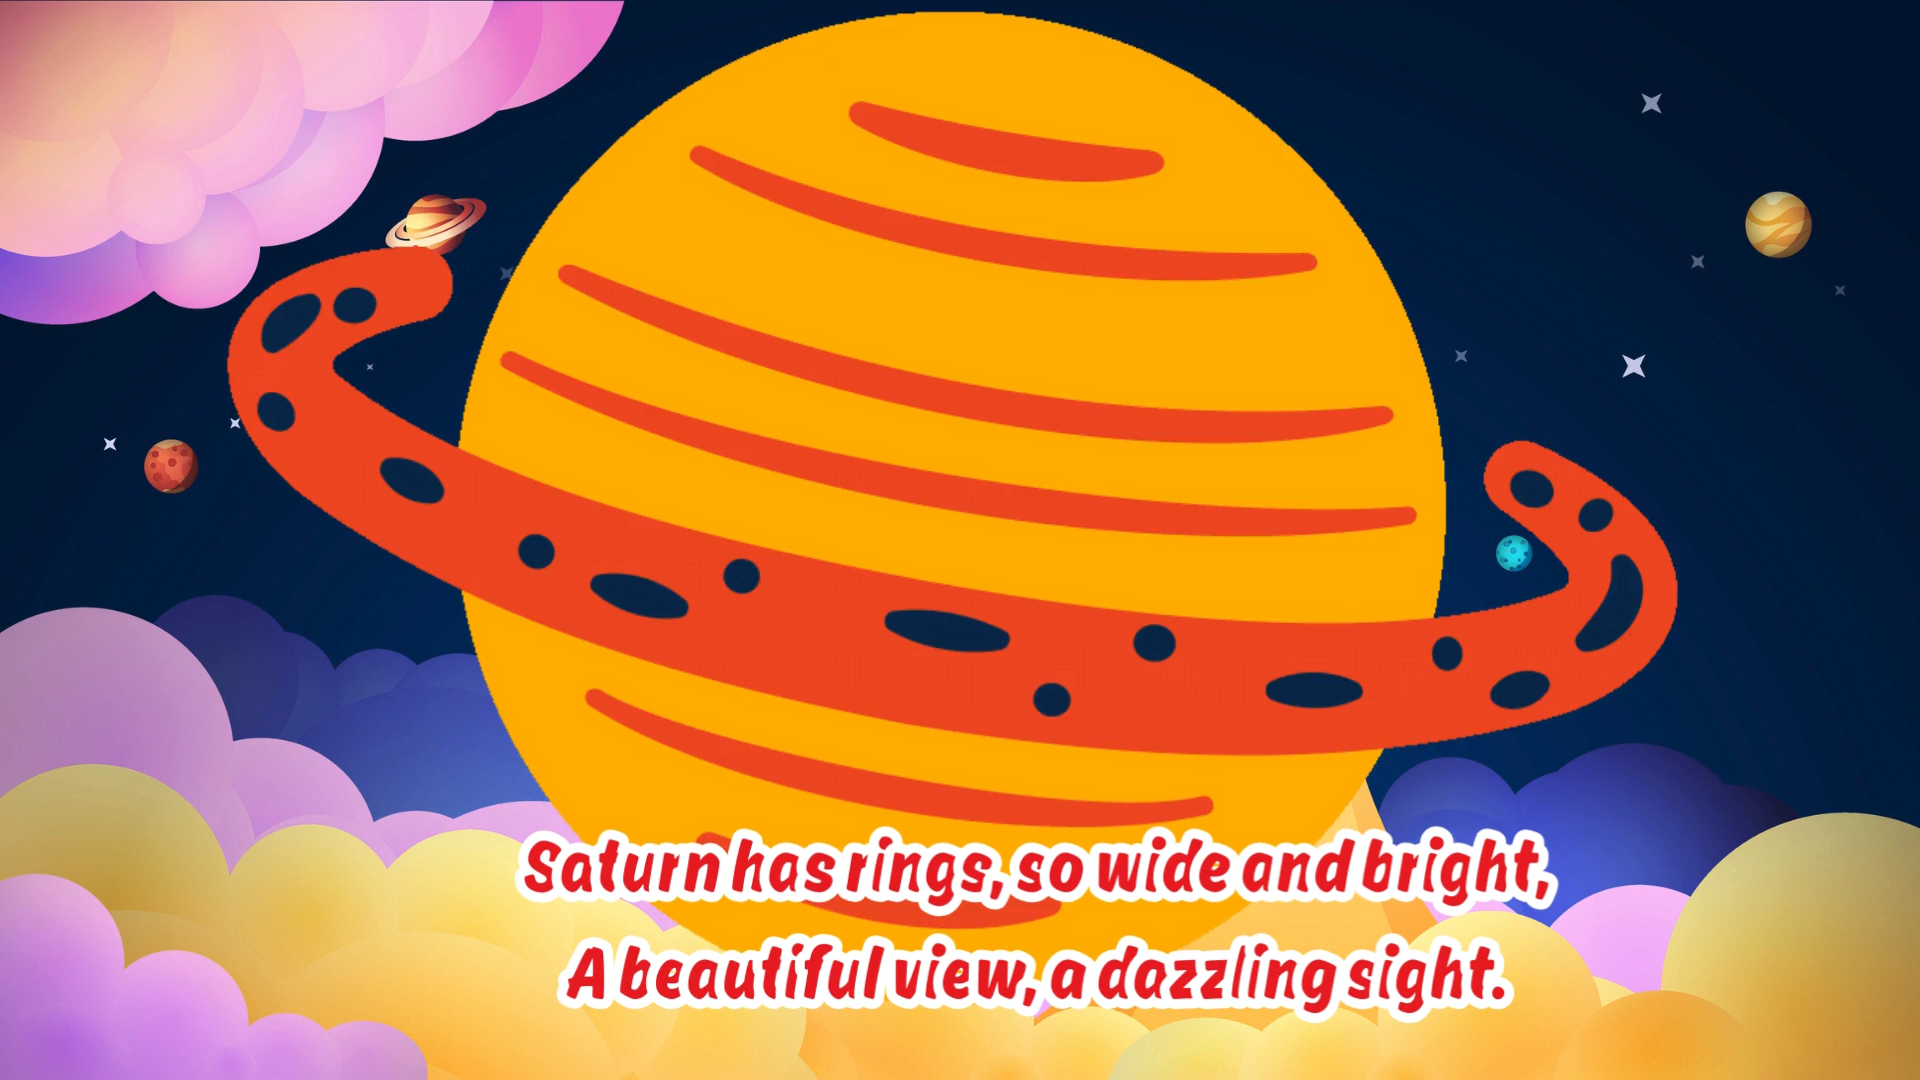 Saturn has rings, so wide and bright,
A beautiful view, a dazzling sight.